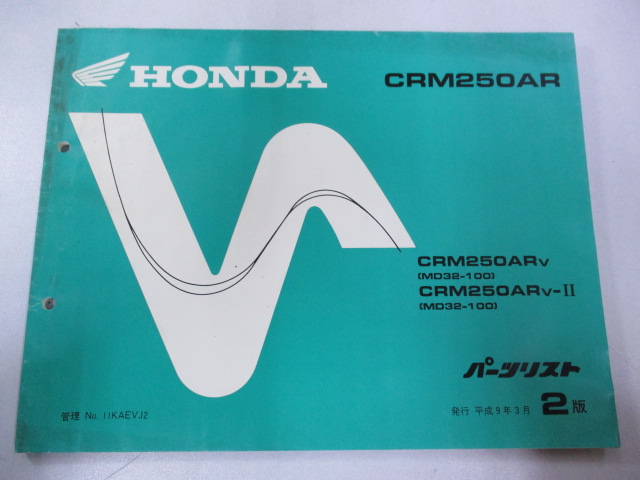 HONDA
CRM250AR
CRM250ARV
(MD32-100)
CRM250ARV-II
(MD32-100)
パーツリスト
管理 No. 11KAEVJ2
発行 平成9年3月 2版